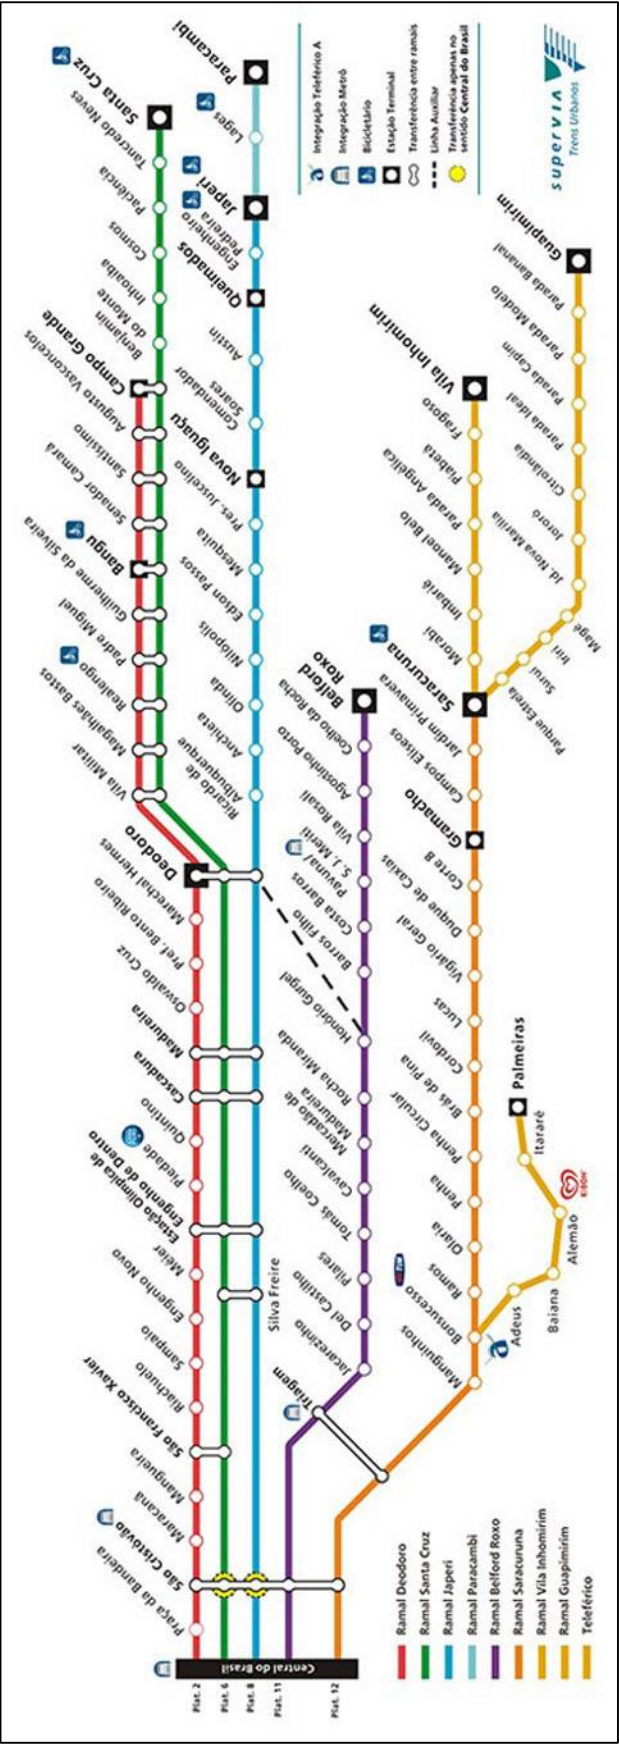 Santa Cruz
Tancredo Neves
Paciência
Cosmos
Inhoaíba
Benjamin
do Monte
Campo Grande
Augusto Vasconcelos
Santíssimo
Senador Camará
Bangu
Guilherme da Silveira
Padre Miguel
Realengo
Magalhães Bastos
Vila Militar
Deodoro
Marechal Hermes
Pref. Bento Ribeiro
Oswaldo Cruz
Madureira
Cascadura
Quintino
Piedade
Estação Olímpica de
Engenho de Dentro
Méier
Engenho Novo
Sampaio
Riachuelo
São Francisco Xavier
Mangueira
Maracanã
São Cristóvão
Praça da Bandeira
Central do Brasil
Plat. 2
Plat. 6
Plat. 8
Plat. 11
Plat. 12
Paracambi
Lages
Japeri
Engenheiro
Pedreira
Queimados
Austin
Comendador
Soares
Nova Iguaçu
Pres. Juscelino
Mesquita
Edson Passos
Nilópolis
Olinda
Anchieta
Ricardo de
Albuquerque
Silva Freire
Belford
Roxo
Coelho da Rocha
Agostinho Porto
Vila Rosali
Pavuna/
S. J. Meriti
Costa Barros
Barros Filho
Honório Gurgel
Rocha Miranda
Mercadão de
Madureira
Cavalcanti
Tomás Coelho
Pilares
Del Castilho
Jacarezinho
Triagem
Vila Inhomirim
Fragoso
Piabetá
Parada Angélica
Manoel Belo
Imbariê
Morabi
Saracuruna
Jardim Primavera
Campos Elíseos
Gramacho
Corte 8
Duque de Caxias
Vigário Geral
Lucas
Cordovil
Brás de Pina
Penha Circular
Penha
Olaria
Ramos
Bonsucesso
TIM
Manguinhos
Guapimirim
Parada Bananal
Parada Modelo
Parada Capim
Parada Ideal
Citrolândia
Jororó
Jd. Nova Marília
Magé
Iriri
Suruí
Parque Estrela
Palmeiras
Itararé
Alemão
KIBON
Baiana
Adeus
a
a Integração Teleférico A
Integração Metrô
Bicicletário
Estação Terminal
Transferência entre ramais
Linha Auxiliar
Transferência apenas no
sentido Central do Brasil
supervia
Trens Urbanos
Ramal Deodoro
Ramal Santa Cruz
Ramal Japeri
Ramal Paracambi
Ramal Belford Roxo
Ramal Saracuruna
Ramal Vila Inhomirim
Ramal Guapimirim
Teleférico